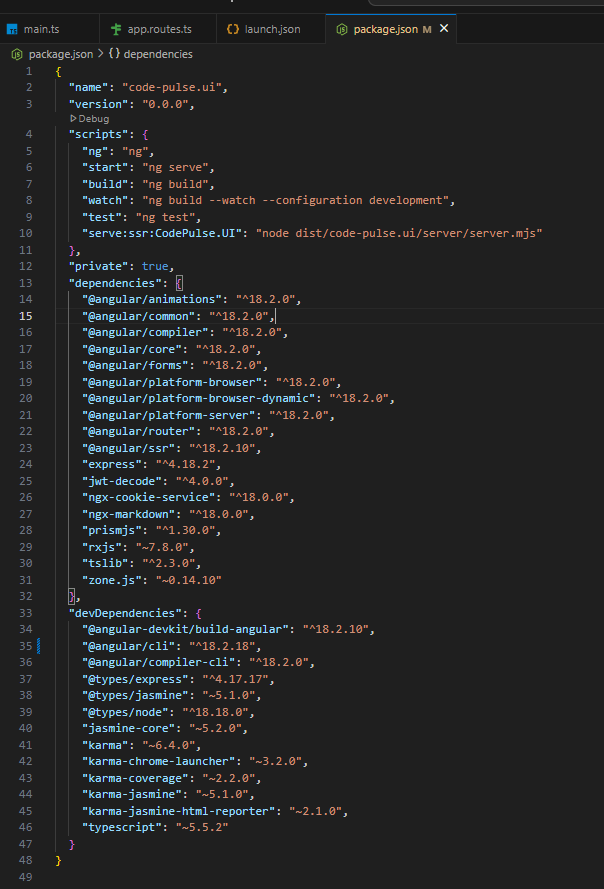 main.ts app.routes.ts launch.json package.json M
package.json > {} dependencies
1 {
2 "name": "code-pulse.ui",
3 "version": "0.0.0",
Debug
4 "scripts": {
5 "ng": "ng",
6 "start": "ng serve",
7 "build": "ng build",
8 "watch": "ng build --watch --configuration development",
9 "test": "ng test",
10 "serve:ssr:CodePulse.UI": "node dist/code-pulse.ui/server/server.mjs"
11 },
12 "private": true,
13 "dependencies": {
14 "@angular/animations": "^18.2.0",
15 "@angular/common": "^18.2.0",
16 "@angular/compiler": "^18.2.0",
17 "@angular/core": "^18.2.0",
18 "@angular/forms": "^18.2.0",
19 "@angular/platform-browser": "^18.2.0",
20 "@angular/platform-browser-dynamic": "^18.2.0",
21 "@angular/platform-server": "^18.2.0",
22 "@angular/router": "^18.2.0",
23 "@angular/ssr": "^18.2.10",
24 "express": "^4.18.2",
25 "jwt-decode": "^4.0.0",
26 "ngx-cookie-service": "^18.0.0",
27 "ngx-markdown": "^18.0.0",
28 "prismjs": "^1.30.0",
29 "rxjs": "~7.8.0",
30 "tslib": "^2.3.0",
31 "zone.js": "~0.14.10"
32 },
33 "devDependencies": {
34 "@angular-devkit/build-angular": "^18.2.10",
35 "@angular/cli": "^18.2.18",
36 "@angular/compiler-cli": "^18.2.0",
37 "@types/express": "^4.17.17",
38 "@types/jasmine": "~5.1.0",
39 "@types/node": "^18.18.0",
40 "jasmine-core": "~5.2.0",
41 "karma": "~6.4.0",
42 "karma-chrome-launcher": "~3.2.0",
43 "karma-coverage": "~2.2.0",
44 "karma-jasmine": "~5.1.0",
45 "karma-jasmine-html-reporter": "~2.1.0",
46 "typescript": "~5.5.2"
47 }
48 }
49